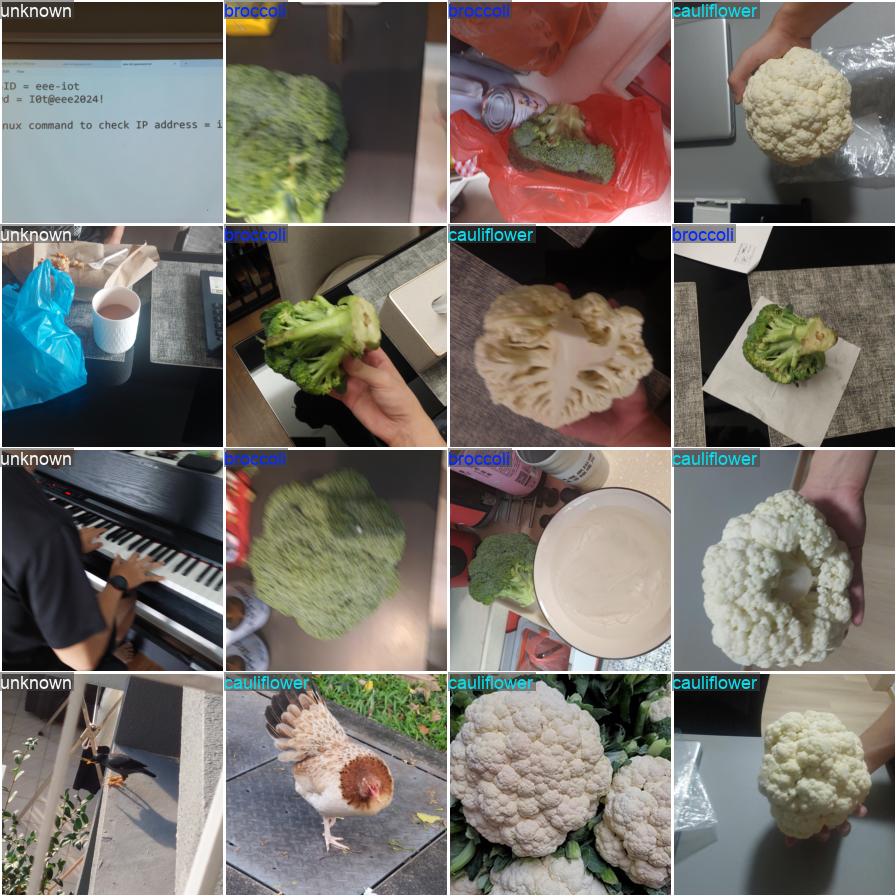 unknown
broccoli
broccoli
cauliflower
ID = eee-iot
d = I0t@eee2024!
nux command to check IP address = i
unknown
broccoli
cauliflower
broccoli
unknown
broccoli
broccoli
cauliflower
unknown
cauliflower
cauliflower
cauliflower